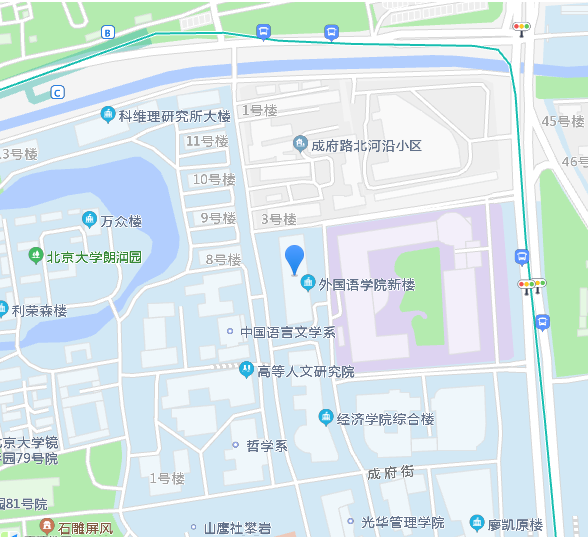 B
C
科维理研究所大楼
1号楼
45号楼
11号楼
成府路北河沿小区
13号楼
46号
10号楼
万众楼
9号楼
3号楼
北京大学朗润园
8号楼
外国语学院新楼
利荣森楼
中国语言文学系
高等人文研究院
经济学院综合楼
北京大学镜
春园79号院
哲学系
成府街
1号楼
园81号院
石雕屏风
山鹰社攀岩
光华管理学院
廖凯原楼